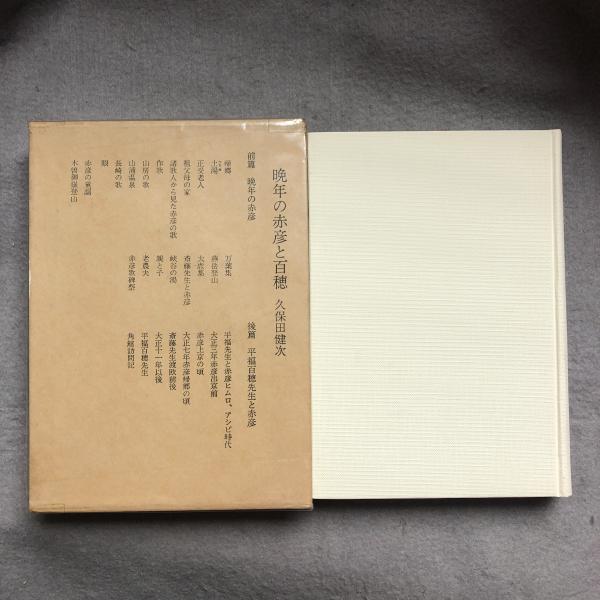 晩年の赤彦と百穂 久保田健次
前篇 晩年の赤彦
帰郷
土湯
正受老人
祖父母の家
諸歌人から見た赤彦の歌
作歌
山房の歌
山浦温泉
長崎の歌
眼
赤彦の童謡
木曽御嶽登山
万葉集
燕岳登山
太虗集
斎藤先生と赤彦
峡谷の湯
親と子
老農夫
赤彦歌碑祭
後篇 平福百穂先生と赤彦
平福先生と赤彦ヒムロ、アシビ時代
大正三年赤彦出京前
赤彦上京の頃
大正七年赤彦帰郷の頃
斎藤先生渡欧前後
大正十一年以後
平福百穂先生
角館訪問記